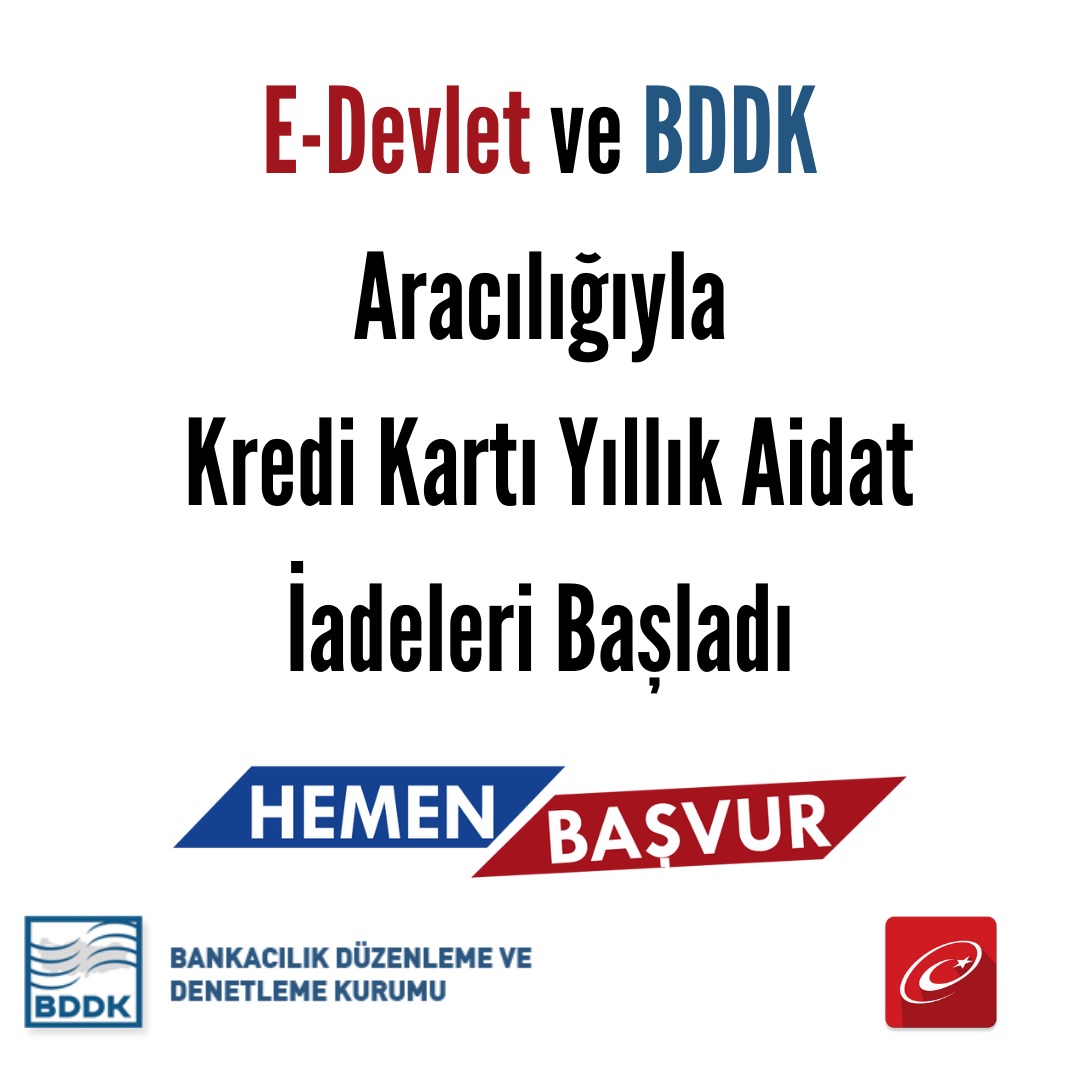 E-Devlet ve BDDK
Aracılığıyla
Kredi Kartı Yıllık Aidat
İadeleri Başladı
HEMEN
BAŞVUR
BDDK
BANKACILIK DÜZENLEME VE
DENETLEME KURUMU